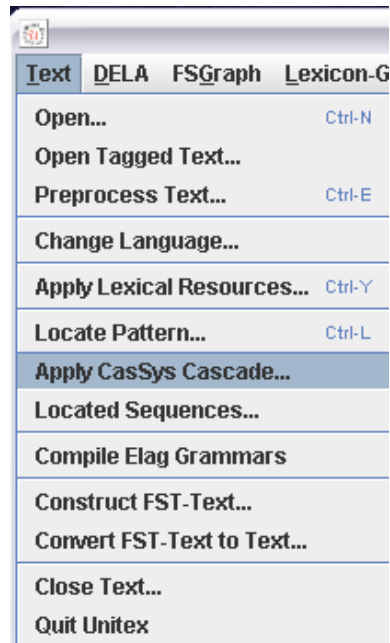 Text DELA FSGraph Lexicon-G
Open... Ctrl-N
Open Tagged Text...
Preprocess Text... Ctrl-E
Change Language...
Apply Lexical Resources... Ctrl-Y
Locate Pattern... Ctrl-L
Apply CasSys Cascade...
Located Sequences...
Compile Elag Grammars
Construct FST-Text...
Convert FST-Text to Text...
Close Text...
Quit Unitex